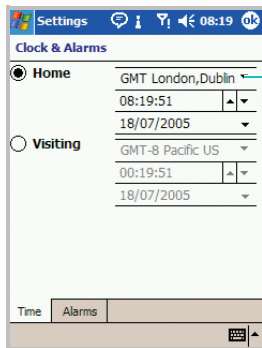 Settings 08:19 ok
Clock & Alarms
Home
GMT London,Dublin
08:19:51
18/07/2005
Visiting
GMT-8 Pacific US
00:19:51
18/07/2005
Time Alarms